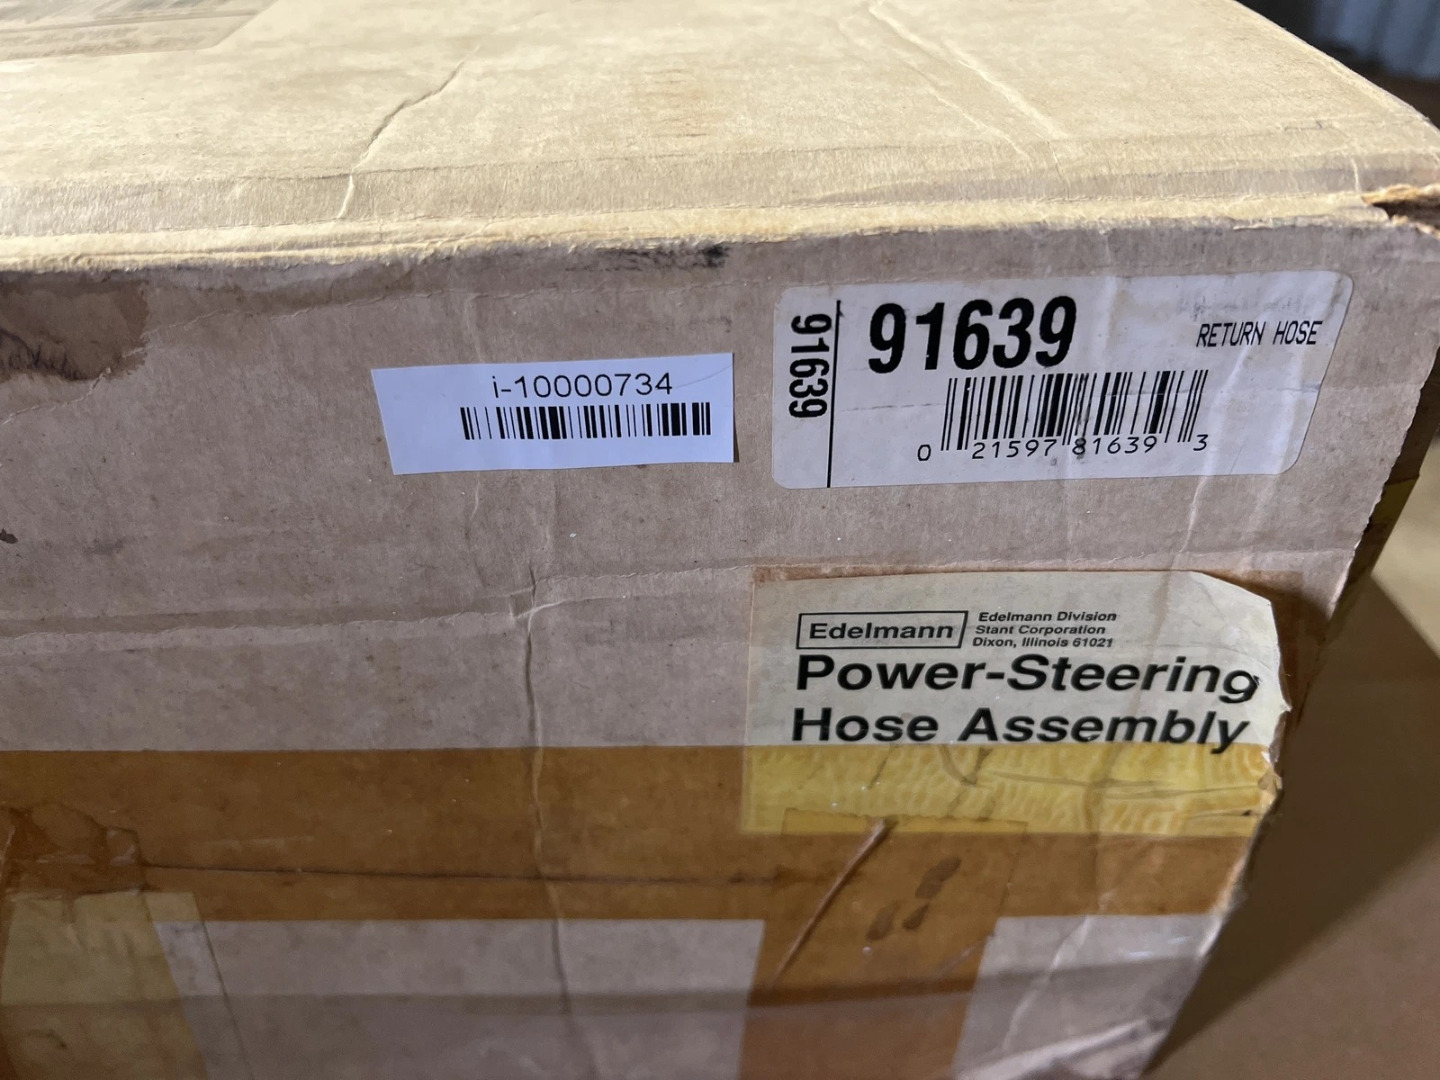 i-10000734
91639
91639
RETURN HOSE
0 21597 81639 3
Edelmann
Edelmann Division
Stant Corporation
Dixon, Illinois 61021
Power-Steering
Hose Assembly